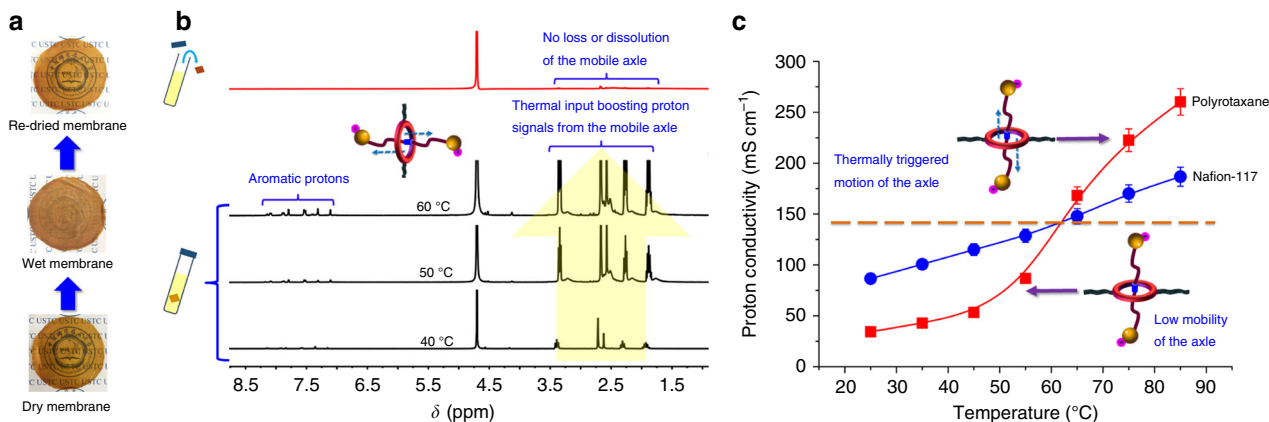 a
C USTC USTC U
Re-dried membrane
Wet membrane
C USTC USTC U
Dry membrane
b
No loss or dissolution
of the mobile axle
Thermal input boosting proton
signals from the mobile axle
Aromatic protons
60 °C
50 °C
40 °C
8.5
7.5
6.5
5.5
4.5
3.5
2.5
1.5
δ (ppm)
c
Proton conductivity (mS cm⁻¹)
300
250
200
150
100
50
0
Polyrotaxane
Nafion-117
Thermally triggered
motion of the axle
Low mobility
of the axle
20
30
40
50
60
70
80
90
Temperature (°C)